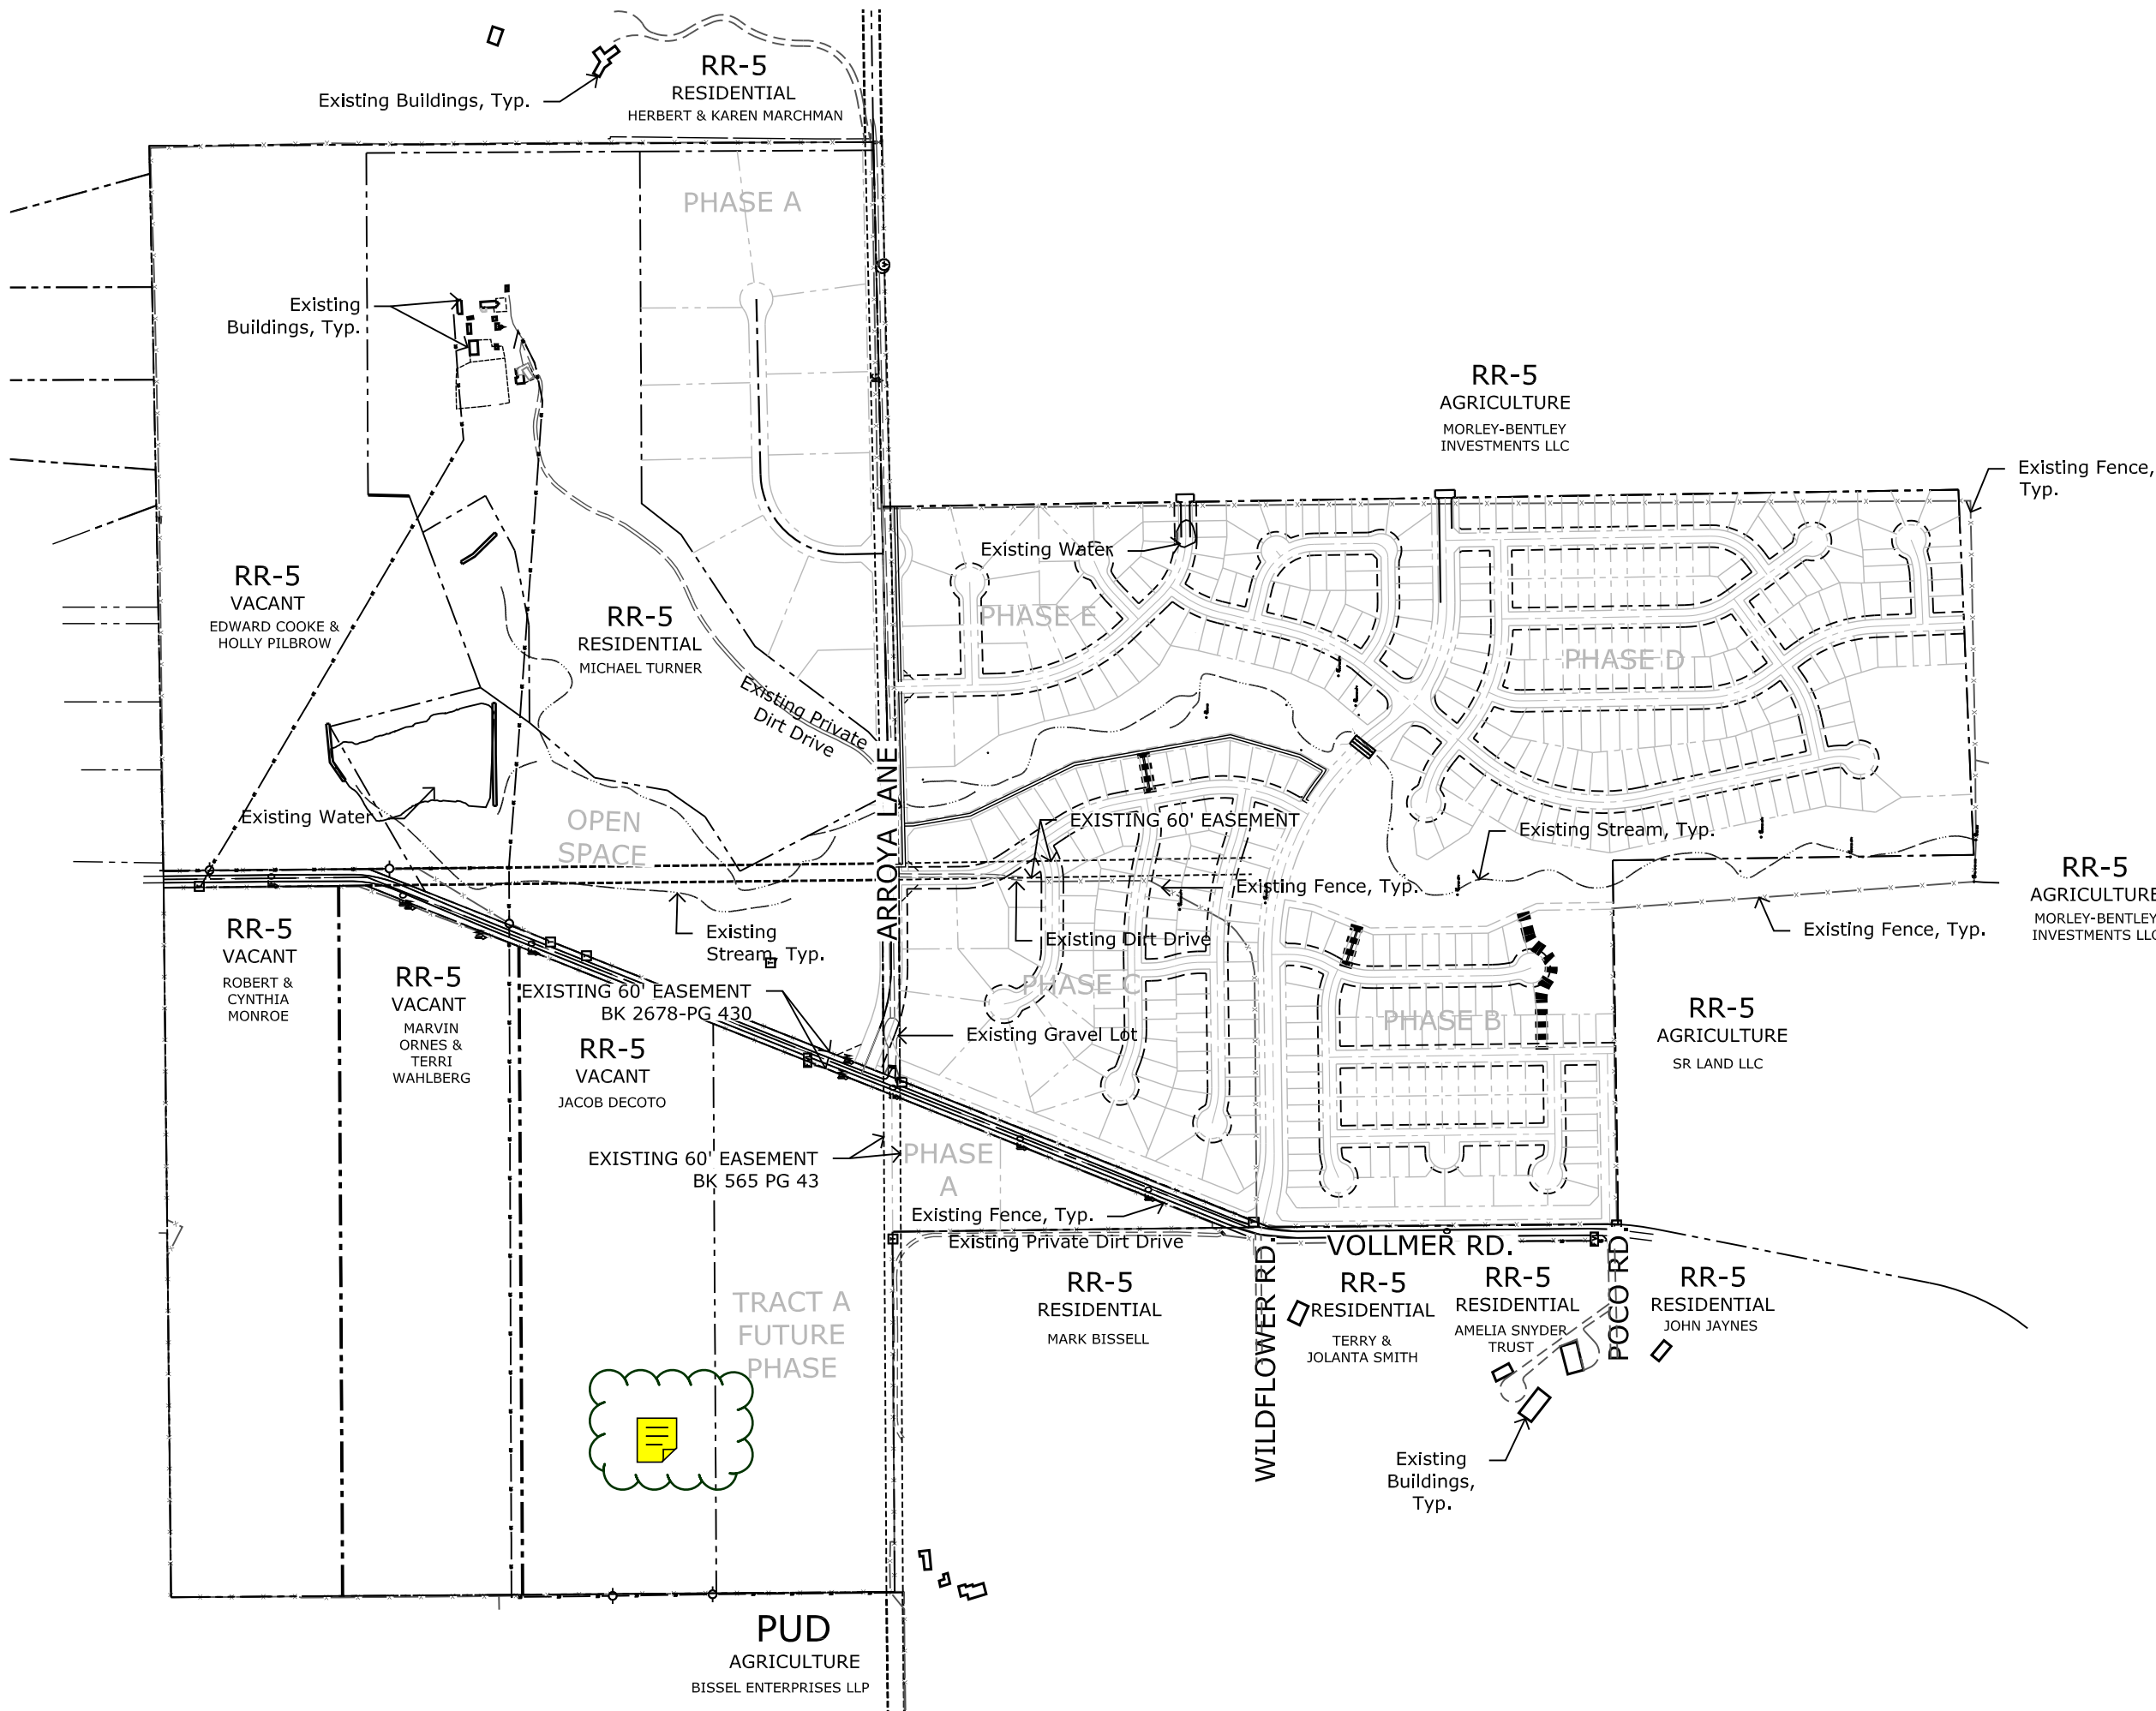 RR-5
RESIDENTIAL
HERBERT & KAREN MARCHMAN
Existing Buildings, Typ.
PHASE A
Existing
Buildings, Typ.
RR-5
AGRICULTURE
MORLEY-BENTLEY
INVESTMENTS LLC
Existing Fence,
Typ.
Existing Water
RR-5
VACANT
EDWARD COOKE &
HOLLY PILBROW
RR-5
RESIDENTIAL
MICHAEL TURNER
PHASE E
PHASE D
Existing Private
Dirt Drive
ARROYA LANE
Existing Water
OPEN
SPACE
EXISTING 60' EASEMENT
Existing Stream, Typ.
Existing Fence, Typ.
RR-5
AGRICULTURE
MORLEY-BENTLEY
INVESTMENTS LLC
RR-5
VACANT
ROBERT &
CYNTHIA
MONROE
Existing
Stream, Typ.
Existing Dirt Drive
Existing Fence, Typ.
RR-5
VACANT
MARVIN
ORNES &
TERRI
WAHLBERG
EXISTING 60' EASEMENT
BK 2678-PG 430
PHASE C
PHASE B
RR-5
AGRICULTURE
SR LAND LLC
RR-5
VACANT
JACOB DECOTO
Existing Gravel Lot
EXISTING 60' EASEMENT
BK 565 PG 43
PHASE
A
Existing Fence, Typ.
Existing Private Dirt Drive
VOLLMER RD.
WILDFLOWER RD.
POCO RD.
RR-5
RESIDENTIAL
MARK BISSELL
RR-5
RESIDENTIAL
TERRY &
JOLANTA SMITH
RR-5
RESIDENTIAL
AMELIA SNYDER
TRUST
RR-5
RESIDENTIAL
JOHN JAYNES
TRACT A
FUTURE
PHASE
Existing
Buildings,
Typ.
PUD
AGRICULTURE
BISSEL ENTERPRISES LLP